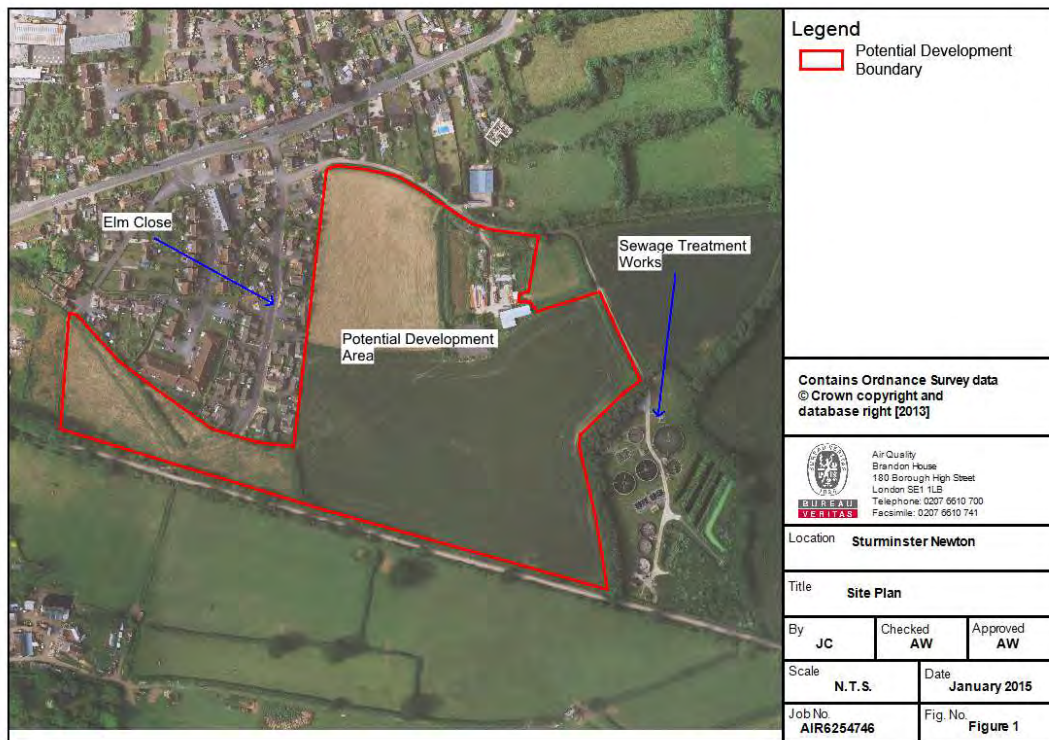 Elm Close
Sewage Treatment
Works
Potential Development
Area
Legend
Potential Development
Boundary
Contains Ordnance Survey data
© Crown copyright and
database right [2013]
BUREAU
VERITAS
Air Quality
Brandon House
180 Borough High Street
London SE1 1LB
Telephone: 0207 6610 700
Facsimile: 0207 6610 741
Location Sturminster Newton
Title Site Plan
By JC Checked AW Approved AW
Scale N.T.S. Date January 2015
Job No. AIR6254746 Fig. No. Figure 1